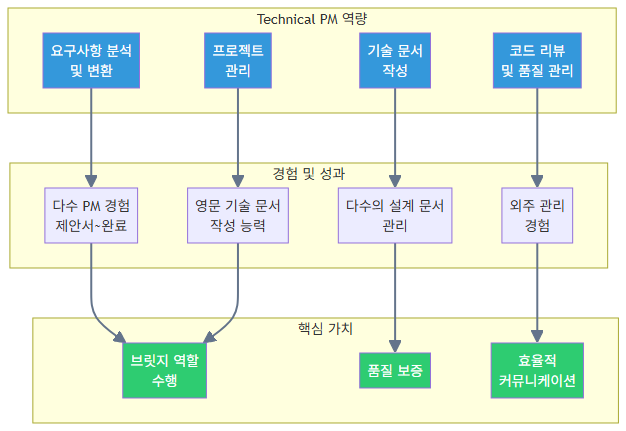 Technical PM 역량
요구사항 분석
및 변환
프로젝트
관리
기술 문서
작성
코드 리뷰
및 품질 관리
경험 및 성과
다수 PM 경험
제안서~완료
영문 기술 문서
작성 능력
다수의 설계 문서
관리
외주 관리
경험
핵심 가치
브릿지 역할
수행
품질 보증
효율적
커뮤니케이션